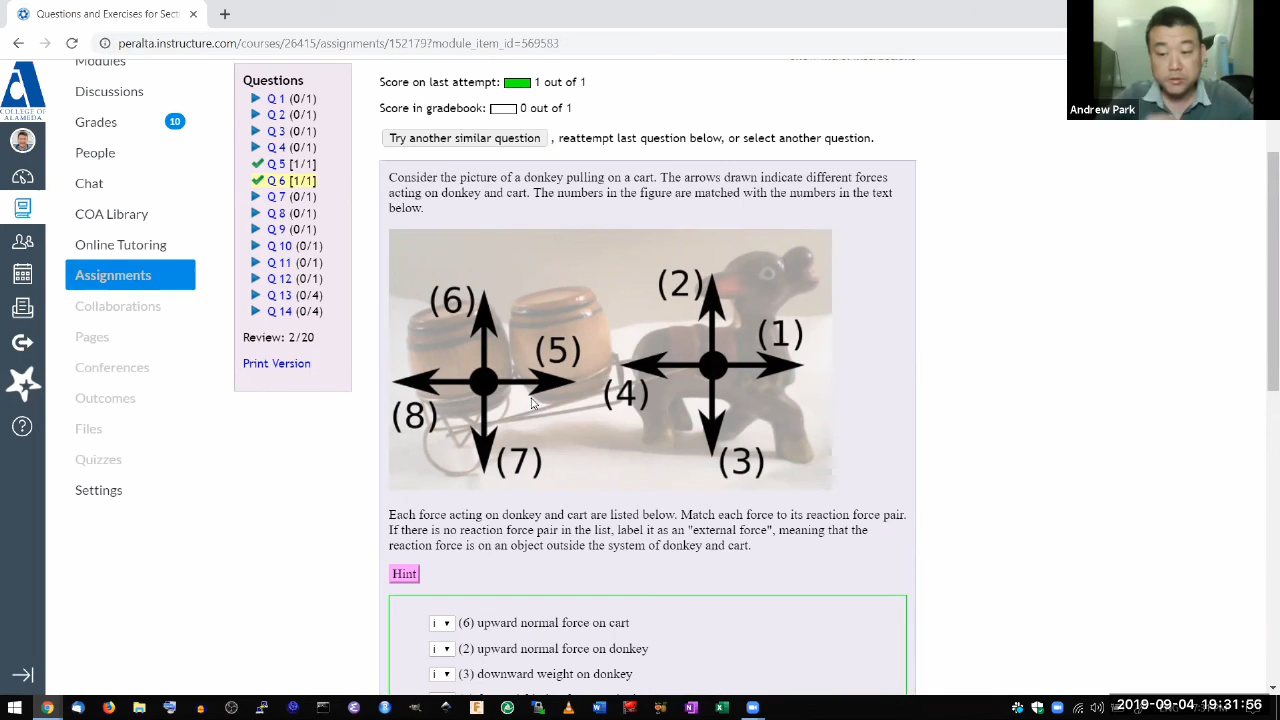 Questions and Exercises for Sect
peralta.instructure.com/courses/26415/assignments/152179?module_item_id=569583
Andrew Park
COLLEGE OF
ALAMEDA
Modules
Discussions
Grades
10
People
Chat
COA Library
Online Tutoring
Assignments
Collaborations
Pages
Conferences
Outcomes
Files
Quizzes
Settings
Questions
Q 1 (0/1)
Q 2 (0/1)
Q 3 (0/1)
Q 4 (0/1)
Q 5 [1/1]
Q 6 [1/1]
Q 7 (0/1)
Q 8 (0/1)
Q 9 (0/1)
Q 10 (0/1)
Q 11 (0/1)
Q 12 (0/1)
Q 13 (0/4)
Q 14 (0/4)
Review: 2/20
Print Version
Score on last attempt: 1 out of 1
Score in gradebook: 0 out of 1
Try another similar question , reattempt last question below, or select another question.
Consider the picture of a donkey pulling on a cart. The arrows drawn indicate different forces
acting on donkey and cart. The numbers in the figure are matched with the numbers in the text
below.
(6)
(5)
(8)
(7)
(2)
(1)
(4)
(3)
Each force acting on donkey and cart are listed below. Match each force to its reaction force pair.
If there is no reaction force pair in the list, label it as an "external force", meaning that the
reaction force is on an object outside the system of donkey and cart.
Hint
i (6) upward normal force on cart
i (2) upward normal force on donkey
i (3) downward weight on donkey
2019-09-04 19:31:56